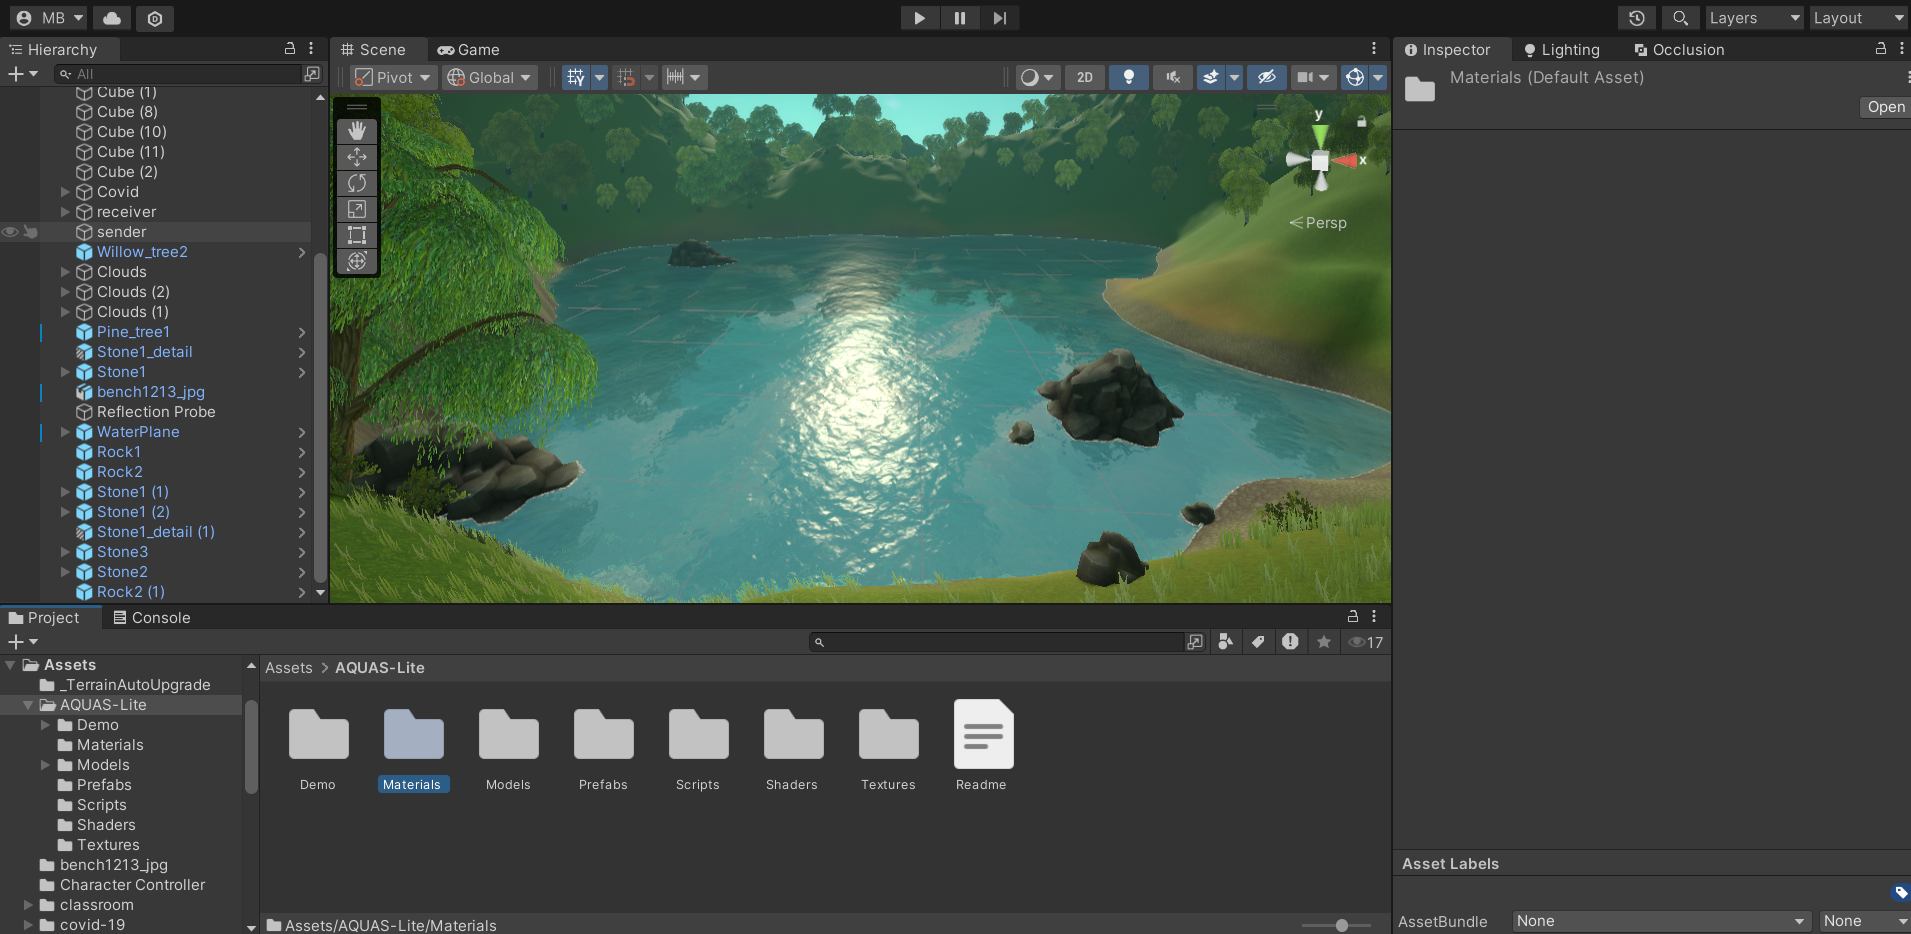 MB
Layers
Layout
Hierarchy
All
Cube (1)
Cube (8)
Cube (10)
Cube (11)
Cube (2)
Covid
receiver
sender
Willow_tree2
Clouds
Clouds (2)
Clouds (1)
Pine_tree1
Stone1_detail
Stone1
bench1213_jpg
Reflection Probe
WaterPlane
Rock1
Rock2
Stone1 (1)
Stone1 (2)
Stone1_detail (1)
Stone3
Stone2
Rock2 (1)
Scene
Game
Pivot
Global
2D
y
x
Persp
Inspector
Lighting
Occlusion
Materials (Default Asset)
Open
Project
Console
17
Assets
_TerrainAutoUpgrade
AQUAS-Lite
Demo
Materials
Models
Prefabs
Scripts
Shaders
Textures
bench1213_jpg
Character Controller
classroom
covid-19
Assets > AQUAS-Lite
Demo
Materials
Models
Prefabs
Scripts
Shaders
Textures
Readme
Assets/AQUAS-Lite/Materials
Asset Labels
AssetBundle
None
None